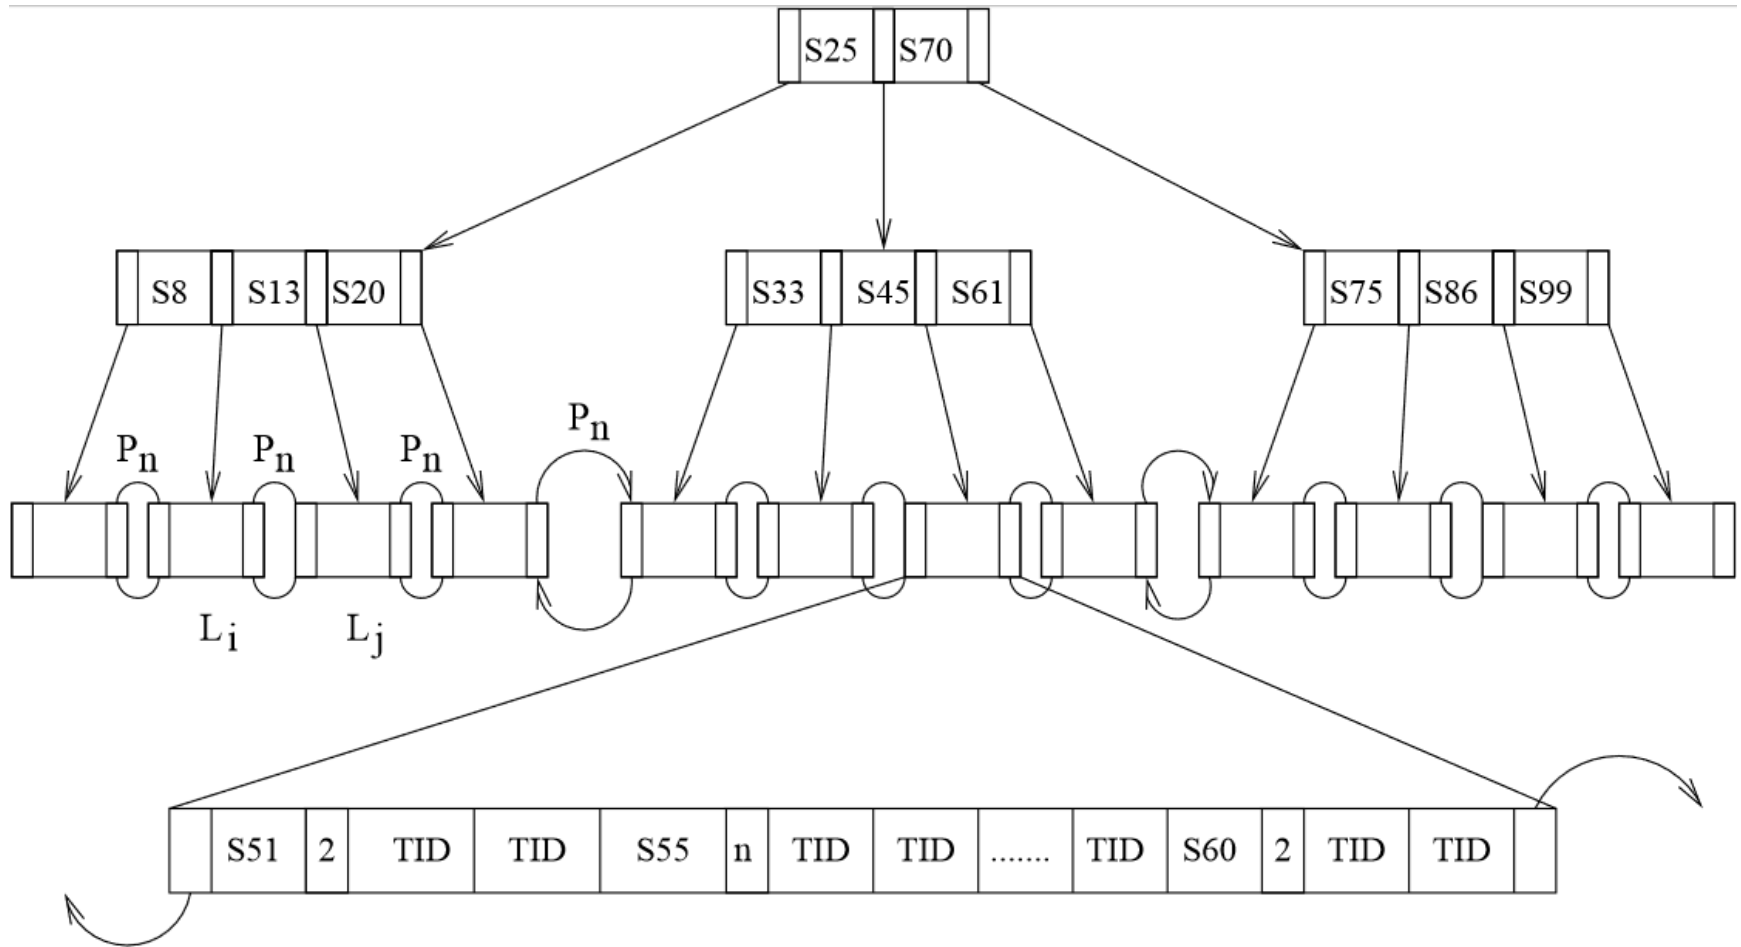 S25 S70
S8 S13 S20 S33 S45 S61 S75 S86 S99
Pn
Pn Pn Pn
Li Lj
S51 2 TID TID S55 n TID TID ....... TID S60 2 TID TID